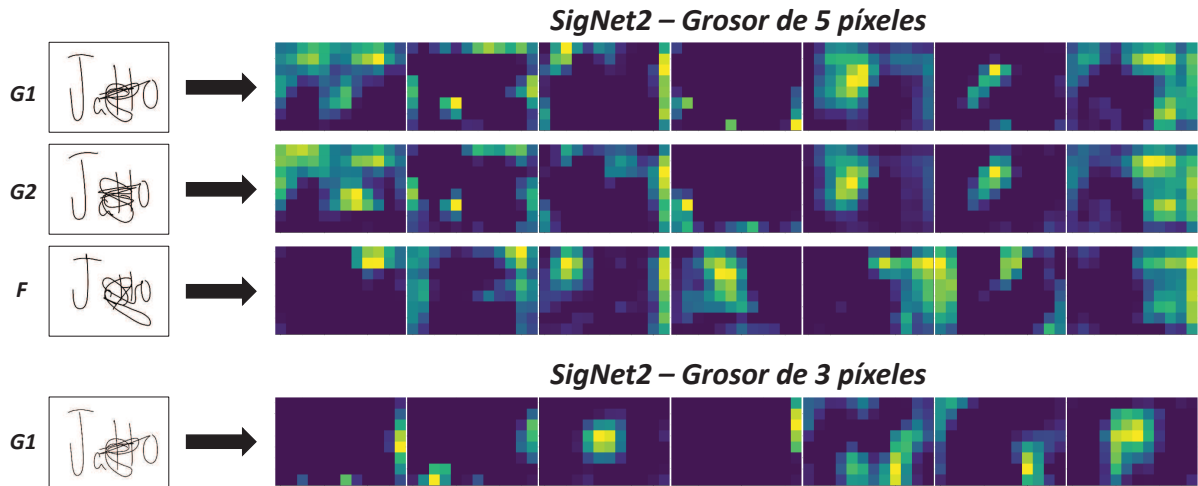 SigNet2 – Grosor de 5 píxeles
G1
G2
F
SigNet2 – Grosor de 3 píxeles
G1